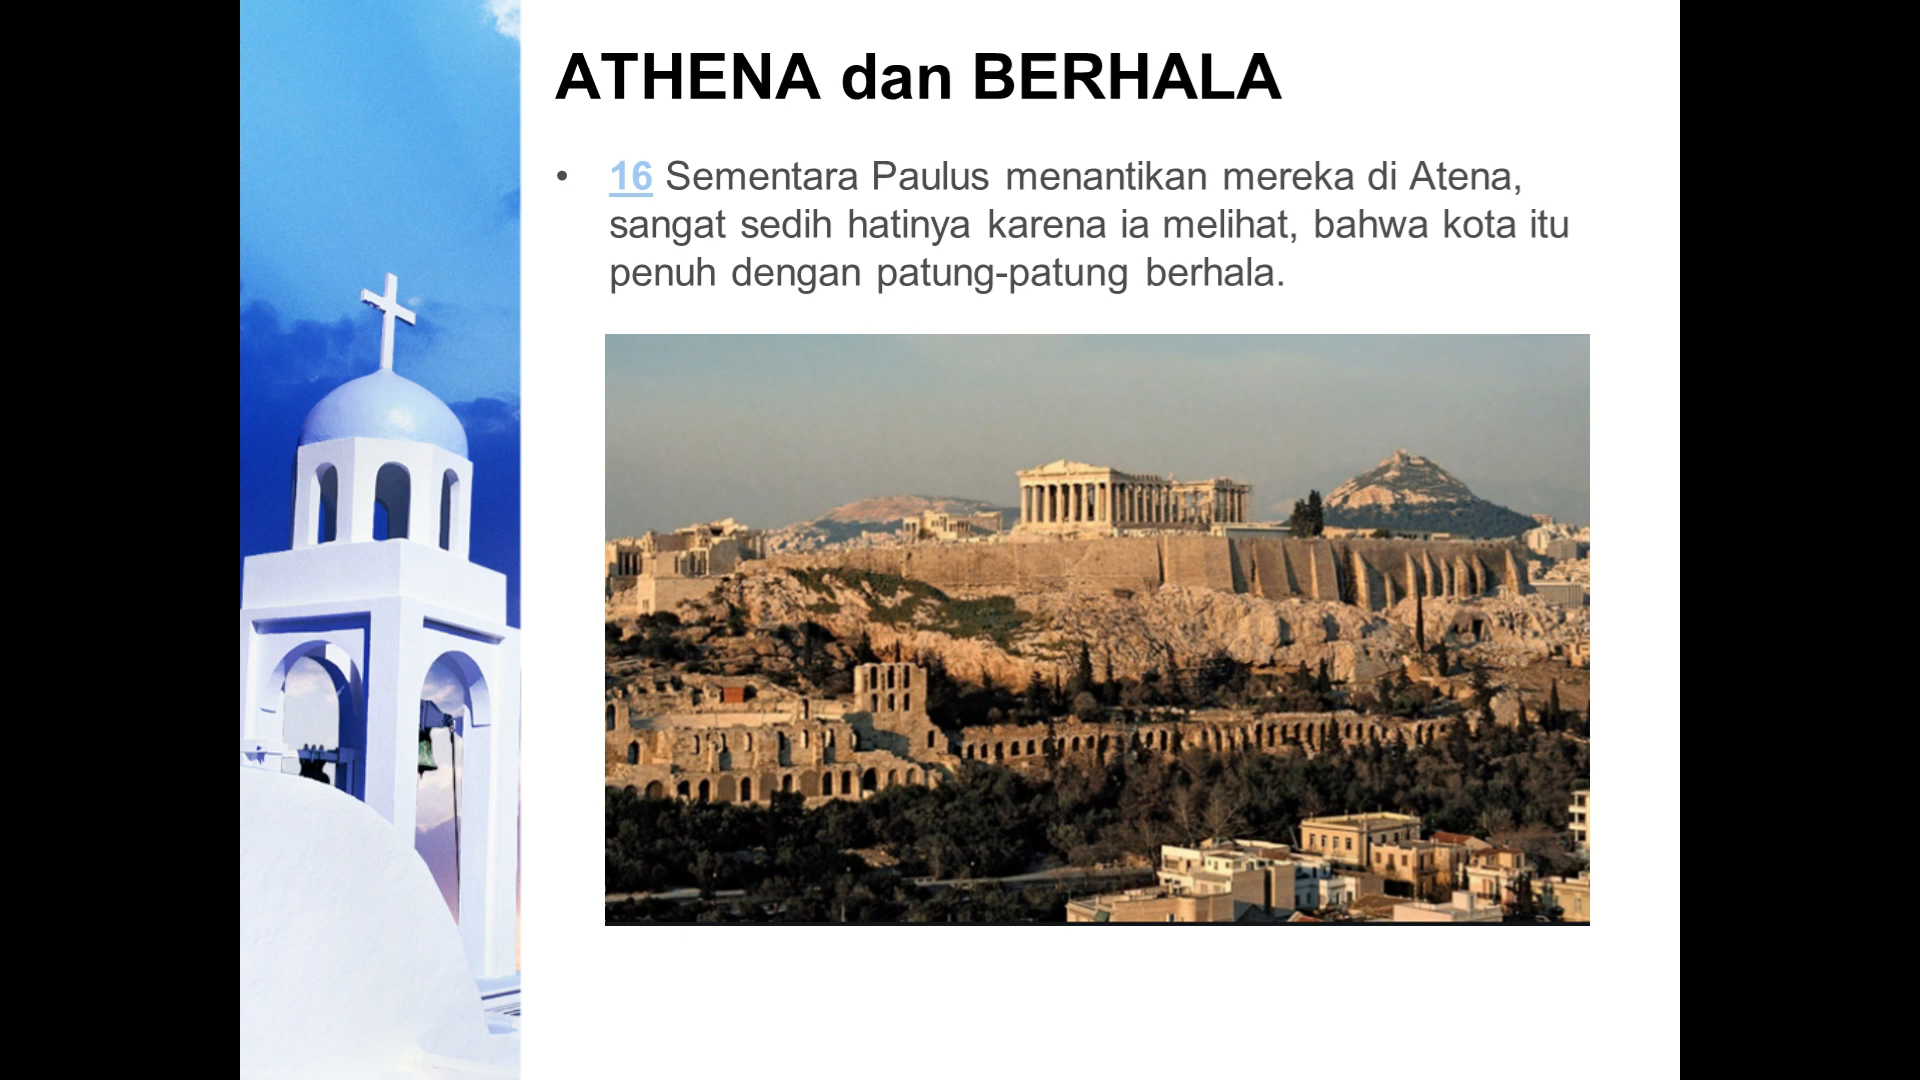 ATHENA dan BERHALA
• 16 Sementara Paulus menantikan mereka di Atena,
sangat sedih hatinya karena ia melihat, bahwa kota itu
penuh dengan patung-patung berhala.